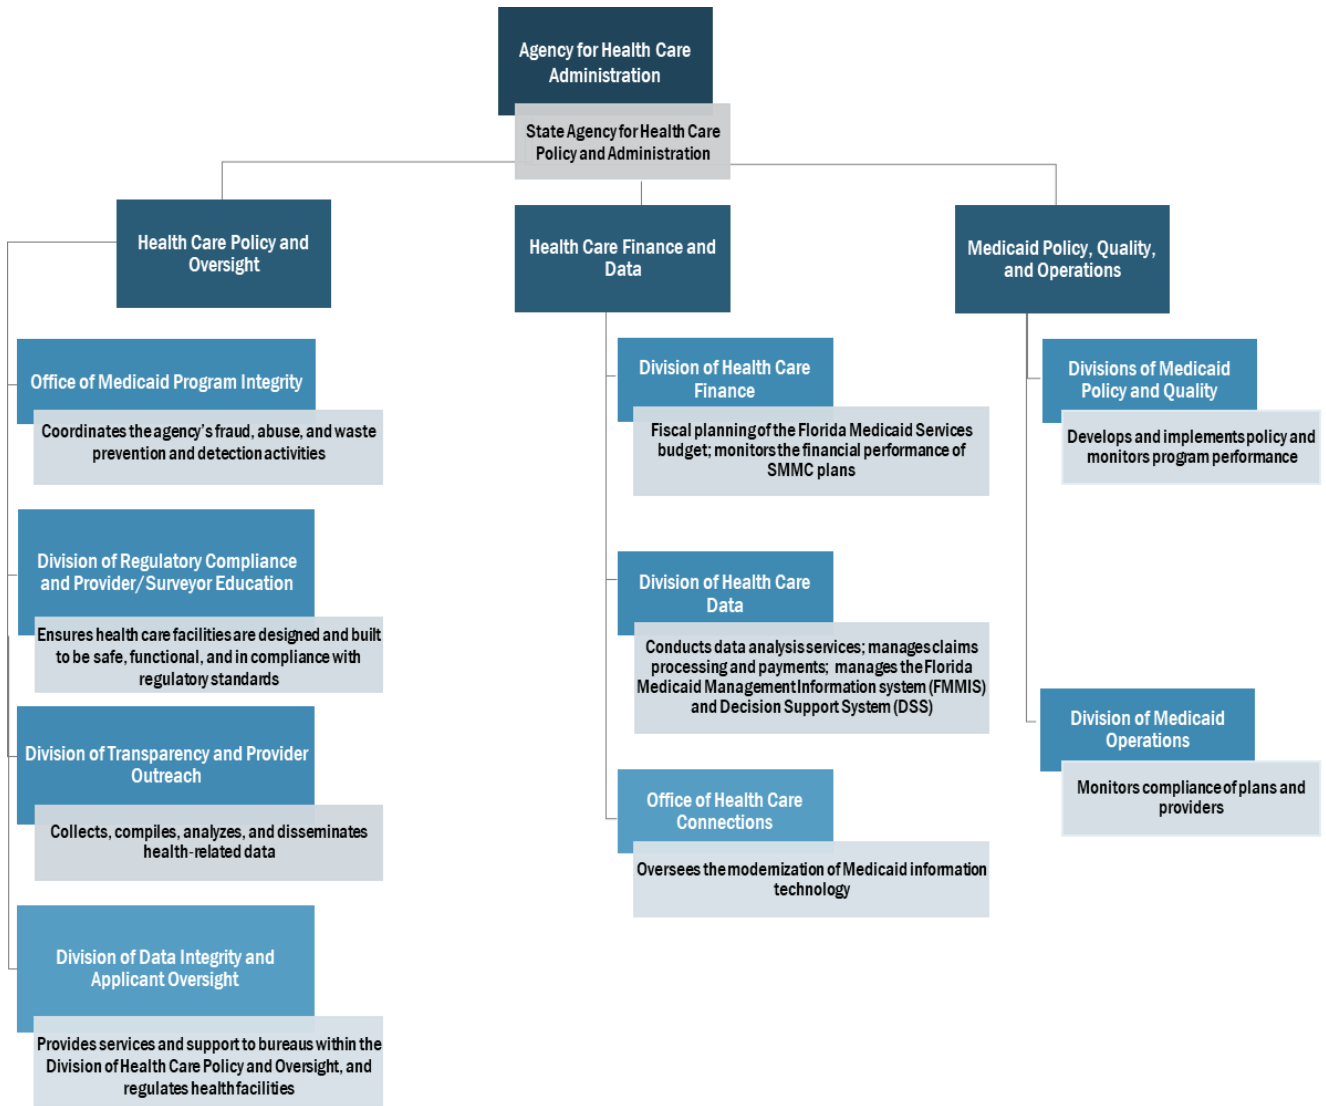 Agency for Health Care
Administration
State Agency for Health Care
Policy and Administration
Health Care Policy and
Oversight
Office of Medicaid Program Integrity
Coordinates the agency's fraud, abuse, and waste
prevention and detection activities
Division of Regulatory Compliance
and Provider/Surveyor Education
Ensures health care facilities are designed and built
to be safe, functional, and in compliance with
regulatory standards
Division of Transparency and Provider
Outreach
Collects, compiles, analyzes, and disseminates
health-related data
Division of Data Integrity and
Applicant Oversight
Provides services and support to bureaus within the
Division of Health Care Policy and Oversight, and
regulates health facilities
Health Care Finance and
Data
Division of Health Care
Finance
Fiscal planning of the Florida Medicaid Services
budget; monitors the financial performance of
SMMC plans
Division of Health Care
Data
Conducts data analysis services; manages claims
processing and payments; manages the Florida
Medicaid Management Information system (FMMIS)
and Decision Support System (DSS)
Office of Health Care
Connections
Oversees the modernization of Medicaid information
technology
Medicaid Policy, Quality,
and Operations
Divisions of Medicaid
Policy and Quality
Develops and implements policy and
monitors program performance
Division of Medicaid
Operations
Monitors compliance of plans and
providers